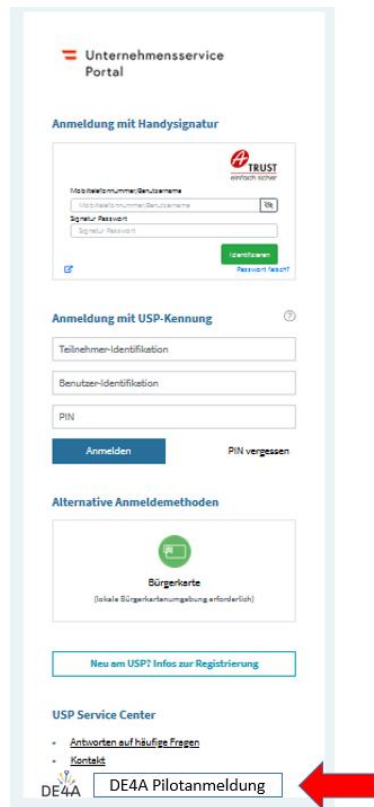 Unternehmensservice
Portal
Anmeldung mit Handysignatur
A TRUST
einfach sicher
Mobiltelefonnummer/Benutzername
Mobiltelefonnummer/Benutzername
Signatur Passwort
Signatur Passwort
Identifizieren
Passwort falsch?
Anmeldung mit USP-Kennung ?
Teilnehmer-Identifikation
Benutzer-Identifikation
PIN
Anmelden PIN vergessen
Alternative Anmeldemethoden
Bürgerkarte
(lokale Bürgerkartenumgebung erforderlich)
Neu am USP? Infos zur Registrierung
USP Service Center
Antworten auf häufige Fragen
Kontakt
DE4A DE4A Pilotanmeldung